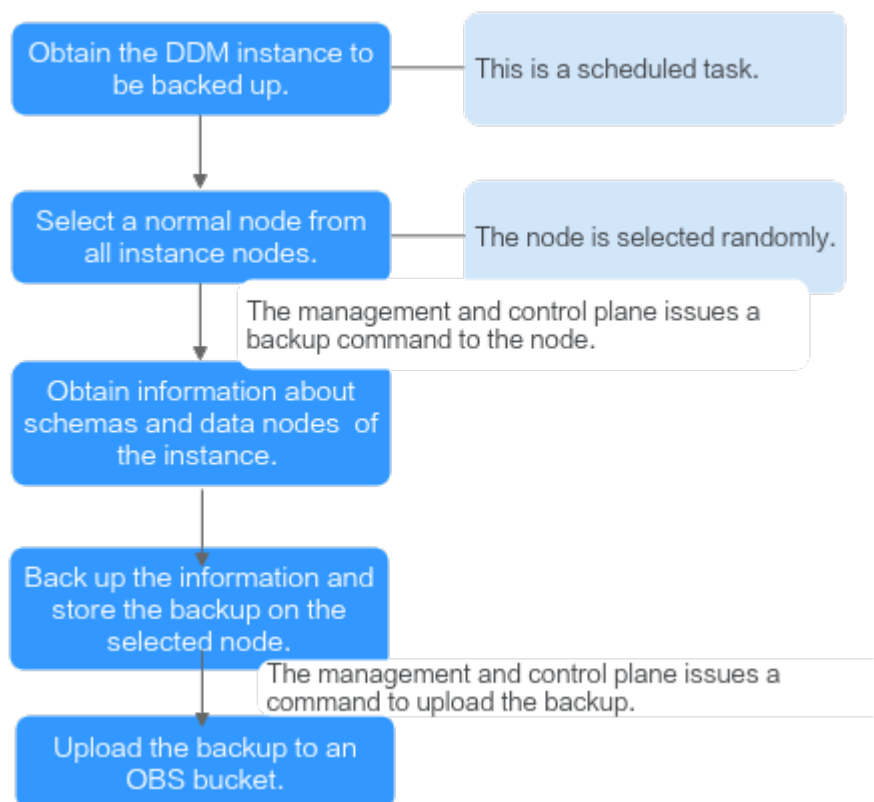 Obtain the DDM instance to
be backed up.
This is a scheduled task.
Select a normal node from
all instance nodes.
The node is selected randomly.
The management and control plane issues a
backup command to the node.
Obtain information about
schemas and data nodes of
the instance.
Back up the information and
store the backup on the
selected node.
The management and control plane issues a
command to upload the backup.
Upload the backup to an
OBS bucket.